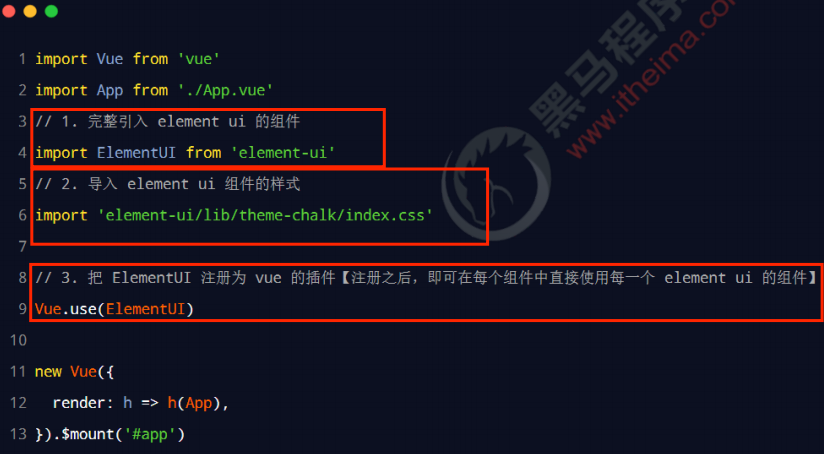 1 import Vue from 'vue'
2 import App from './App.vue'
3 // 1. 完整引入 element ui 的组件
4 import ElementUI from 'element-ui'
5 // 2. 导入 element ui 组件的样式
6 import 'element-ui/lib/theme-chalk/index.css'
7
8 // 3. 把 ElementUI 注册为 vue 的插件【注册之后，即可在每个组件中直接使用每一个 element ui 的组件】
9 Vue.use(ElementUI)
10
11 new Vue({
12   render: h => h(App),
13 }).$mount('#app')
黑马程序
www.itheima.com